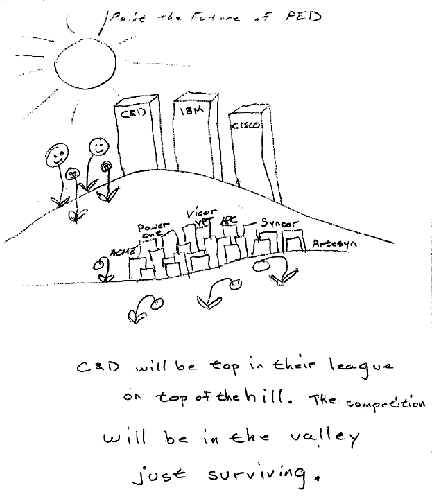 Paint the Future of PED
C&D
IBM
CISCO
Power
one
Vicor
VPT
APC
Syncor
ACME
Artesyn
C&D will be top in their league
on top of the hill. The competition
will be in the valley
just surviving.